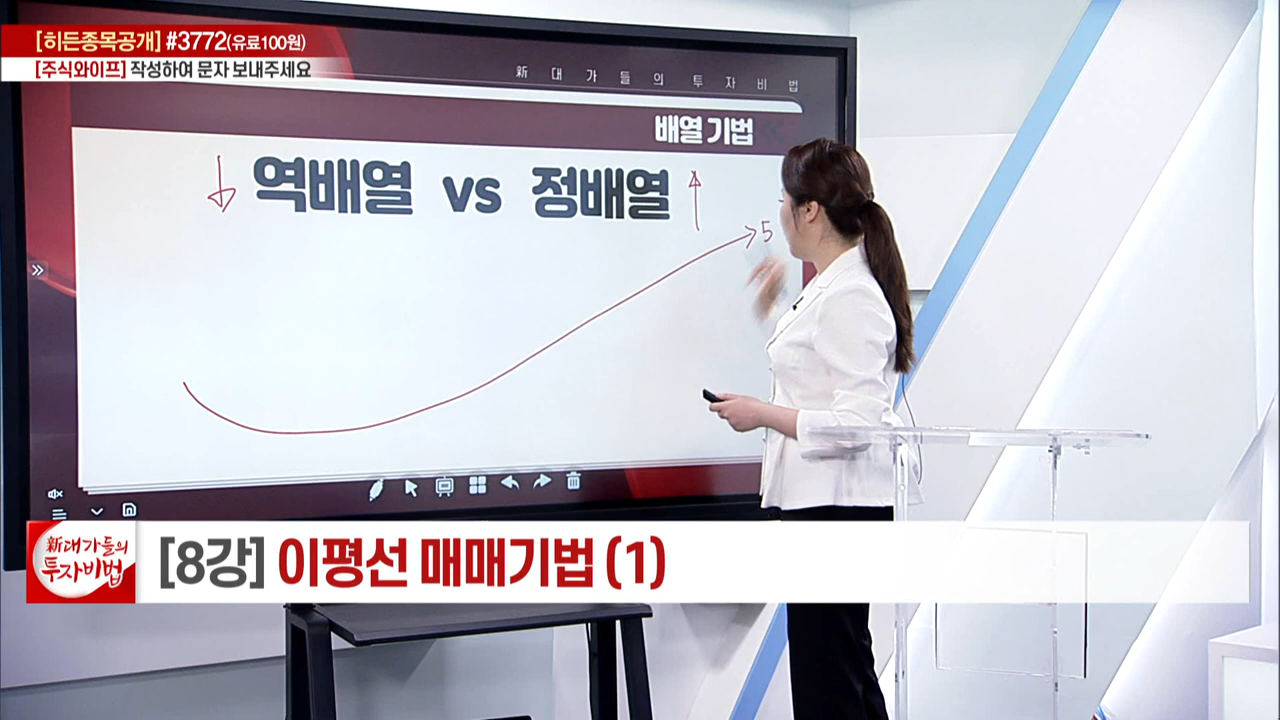 [히든종목공개] #3772(유료100원)
[주식와이프] 작성하여 문자 보내주세요
新 대 가 들 의 투 자 비 법
배열 기법
↓ 역배열 vs 정배열 ↑
5
新대가들의
투자비법
[8강] 이평선 매매기법 (1)